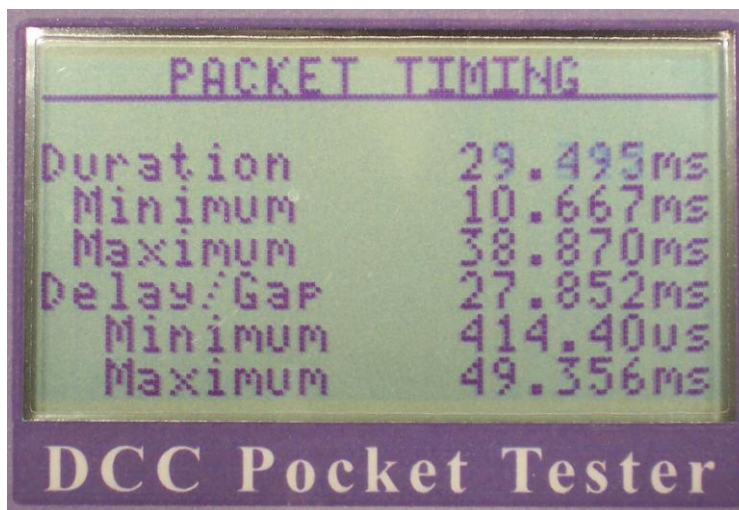 PACKET TIMING
Duration 29.495ms
Minimum 10.667ms
Maximum 38.870ms
Delay/Gap 27.852ms
Minimum 414.40us
Maximum 49.356ms
DCC Pocket Tester